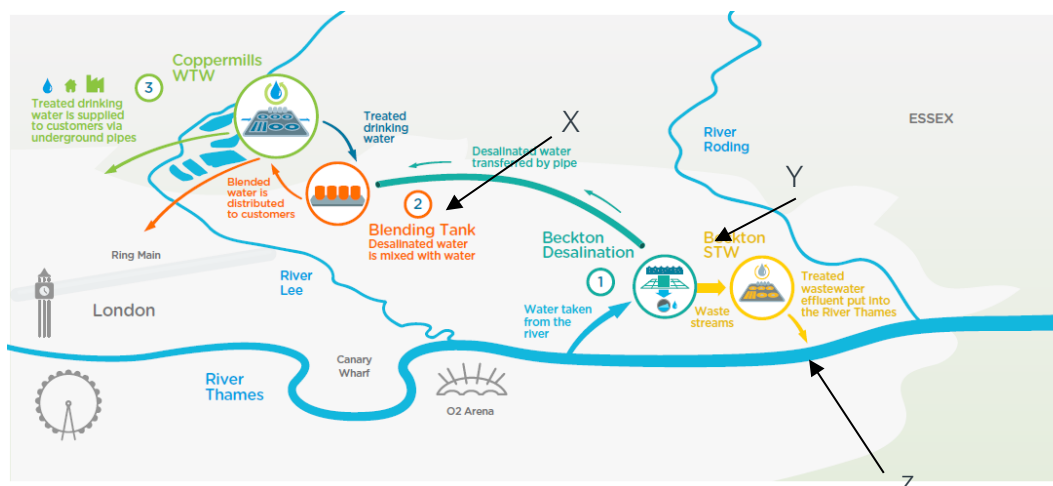 Coppermills
WTW
3
Treated drinking
water is supplied
to customers via
underground pipes
Treated
drinking
water
X
Desalinated water
transferred by pipe
River
Roding
ESSEX
Y
Blended
water is
distributed
to customers
2
Blending Tank
Desalinated water
is mixed with water
Beckton
Desalination
1
Beckton
STW
Ring Main
River
Lee
London
Water taken
from the
river
Waste
streams
Treated
wastewater
effluent put into
the River Thames
Canary
Wharf
River
Thames
O2 Arena
Z